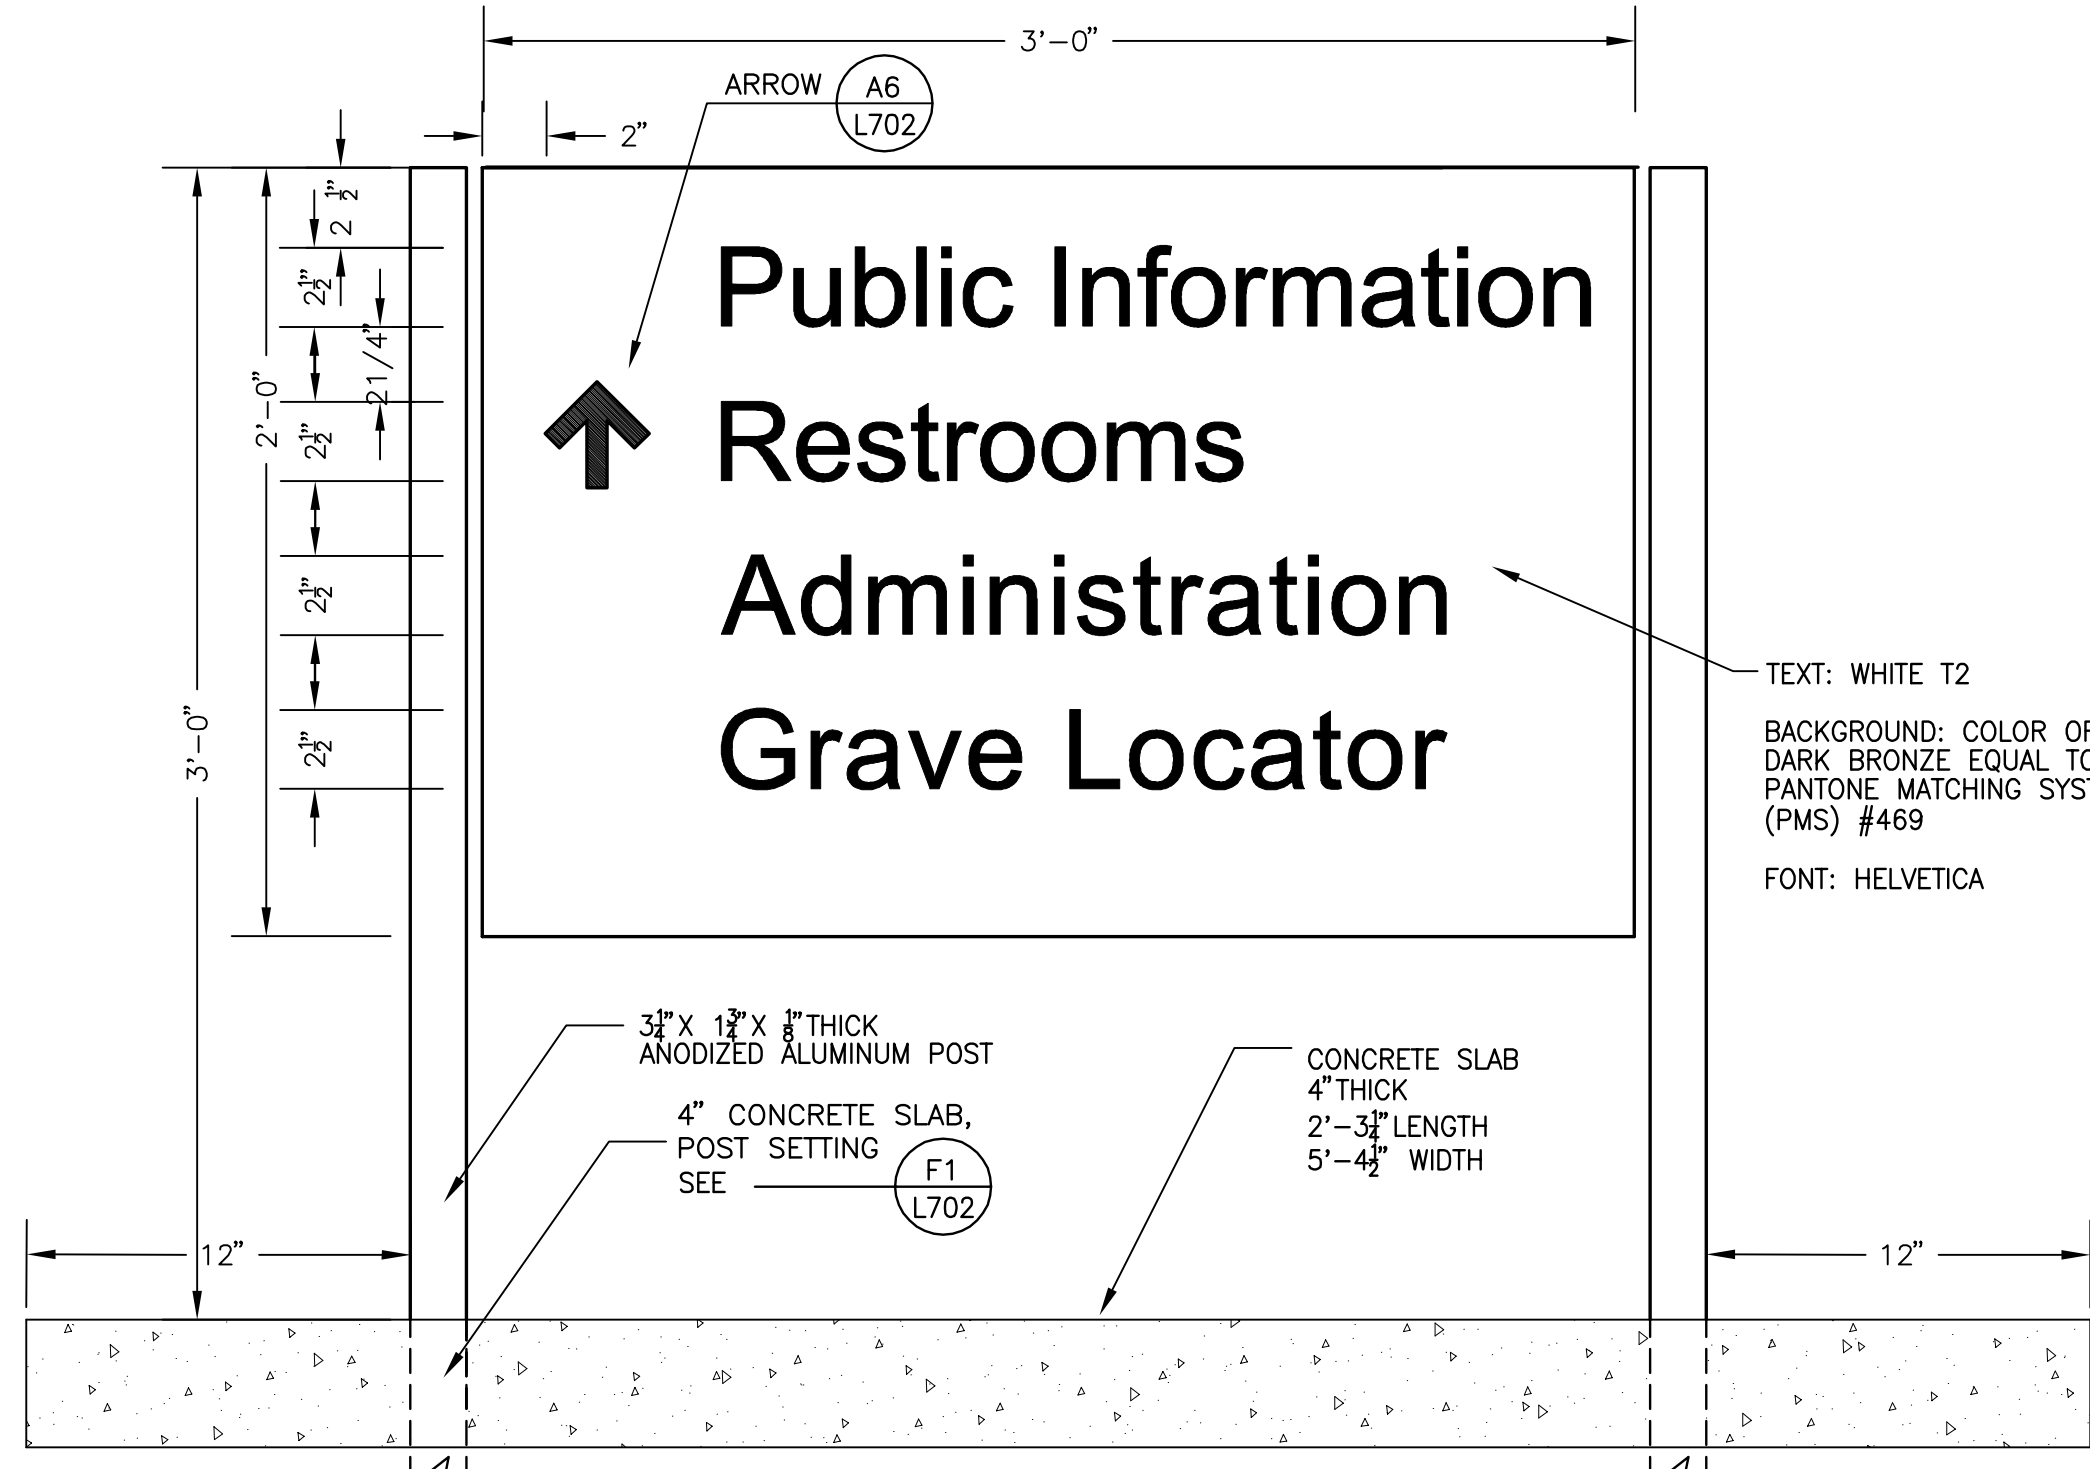 3'-0"
ARROW A6
L702
2"
2 1/2"
2 1/2"
2 1/4"
2 1/2"
2 1/2"
2 1/2"
2'-0"
3'-0"
Public Information
Restrooms
Administration
Grave Locator
TEXT: WHITE T2
BACKGROUND: COLOR
DARK BRONZE EQUAL
PANTONE MATCHING
(PMS) #469
FONT: HELVETICA
3 1/4" X 1 3/4" X 1/8" THICK
ANODIZED ALUMINUM POST
4" CONCRETE SLAB,
POST SETTING
SEE F1
L702
CONCRETE SLAB
4" THICK
2'-3 1/4" LENGTH
5'-4 1/2" WIDTH
12"
12"